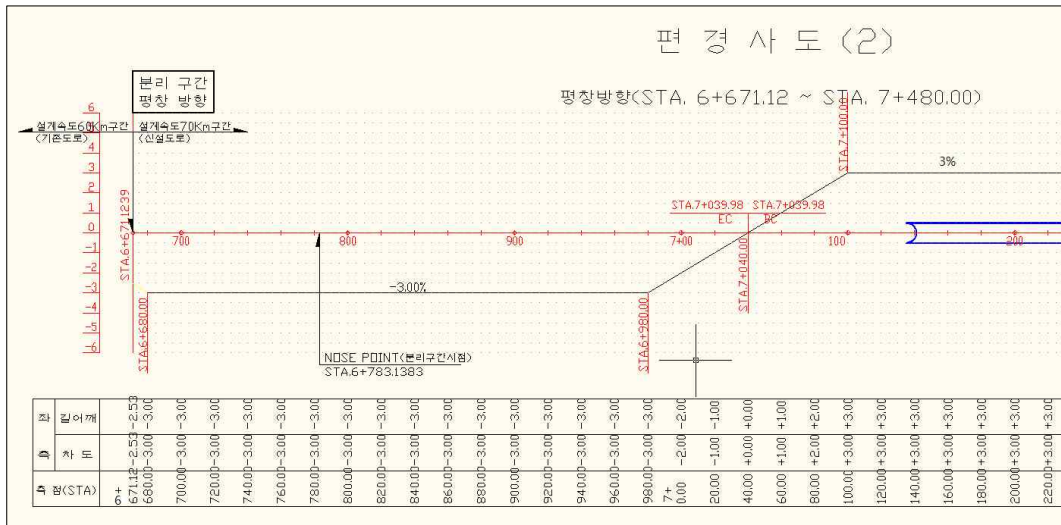 편 경 사 도 (2)
분리 구간
평창 방향
평창방향(STA. 6+671.12 ~ STA. 7+480.00)
설계속도60Km구간
(기존도로)
설계속도70Km구간
(신설도로)
6
4
3
2
1
0
-1
-2
-3
-4
-5
-6
STA.6+671.1239
STA.6+680.00
700
800
900
7+00
100
200
-3.00%
3%
STA.7+100.00
STA.7+039.98 STA.7+039.98
EC BC
STA.7+040.00
STA.6+980.00
NOSE POINT(분리구간시점)
STA.6+783.1383
좌 측
길어깨 -2.53 -3.00 -3.00 -3.00 -3.00 -3.00 -3.00 -3.00 -3.00 -3.00 -3.00 -3.00 -3.00 -3.00 -3.00 -3.00 -3.00 -2.00 -1.00 +0.00 +1.00 +2.00 +3.00 +3.00 +3.00 +3.00 +3.00 +3.00 +3.00
차 도 -2.53 -3.00 -3.00 -3.00 -3.00 -3.00 -3.00 -3.00 -3.00 -3.00 -3.00 -3.00 -3.00 -3.00 -3.00 -3.00 -3.00 -2.00 -1.00 +0.00 +1.00 +2.00 +3.00 +3.00 +3.00 +3.00 +3.00 +3.00 +3.00
측 점(STA) 6+ 671.12 680.00 700.00 720.00 740.00 760.00 780.00 800.00 820.00 840.00 860.00 880.00 900.00 920.00 940.00 960.00 980.00 7+ 0.00 20.00 40.00 60.00 80.00 100.00 120.00 140.00 160.00 180.00 200.00 220.00